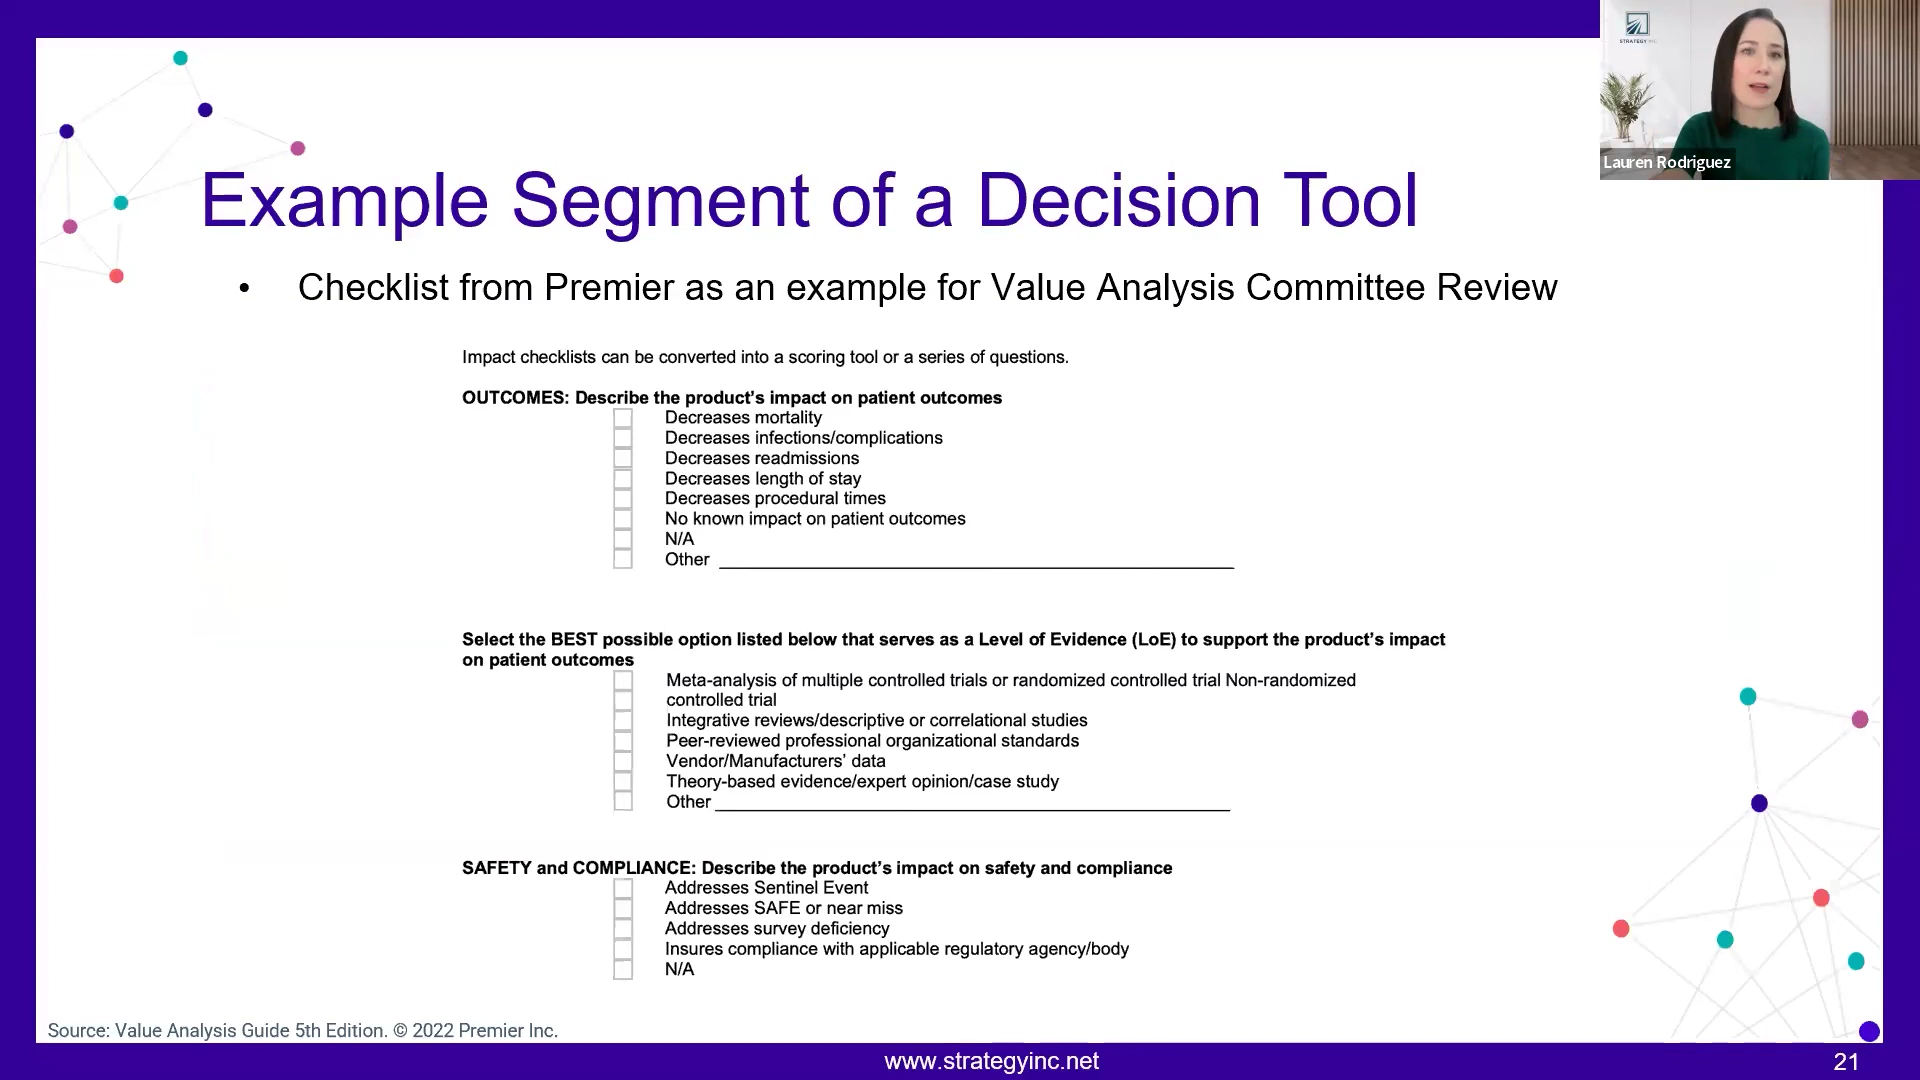 STRATEGY INC
Lauren Rodriguez
Example Segment of a Decision Tool
• Checklist from Premier as an example for Value Analysis Committee Review
Impact checklists can be converted into a scoring tool or a series of questions.
OUTCOMES: Describe the product’s impact on patient outcomes
Decreases mortality
Decreases infections/complications
Decreases readmissions
Decreases length of stay
Decreases procedural times
No known impact on patient outcomes
N/A
Other
Select the BEST possible option listed below that serves as a Level of Evidence (LoE) to support the product’s impact
on patient outcomes
Meta-analysis of multiple controlled trials or randomized controlled trial Non-randomized
controlled trial
Integrative reviews/descriptive or correlational studies
Peer-reviewed professional organizational standards
Vendor/Manufacturers’ data
Theory-based evidence/expert opinion/case study
Other
SAFETY and COMPLIANCE: Describe the product’s impact on safety and compliance
Addresses Sentinel Event
Addresses SAFE or near miss
Addresses survey deficiency
Insures compliance with applicable regulatory agency/body
N/A
Source: Value Analysis Guide 5th Edition. © 2022 Premier Inc.
www.strategyinc.net
21